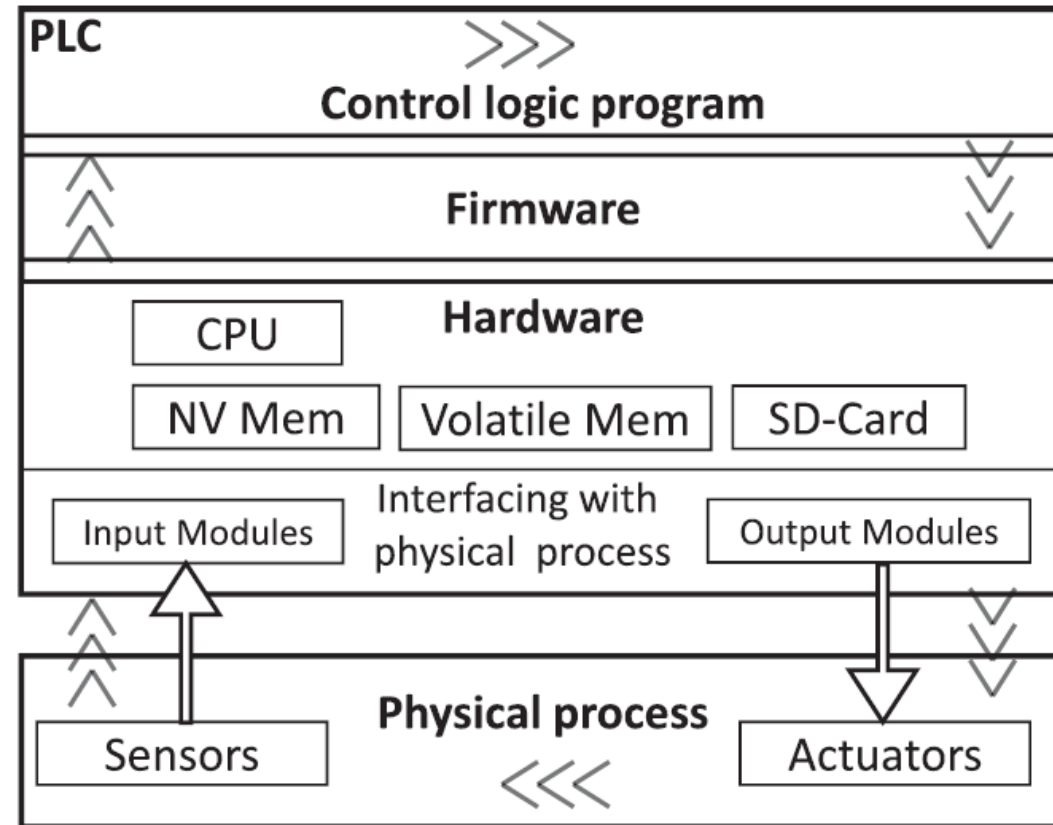 PLC
Control logic program
Firmware
Hardware
CPU
NV Mem
Volatile Mem
SD-Card
Input Modules
Interfacing with
physical process
Output Modules
Physical process
Sensors
Actuators